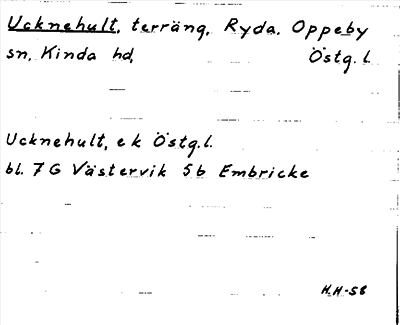 Ucknehult, terräng, Ryda, Oppeby
sn, Kinda hd, Östg. l.
Ucknehult, e k Östg. l.
bl. 7 G Västervik 5 b Embricke
H. H-58